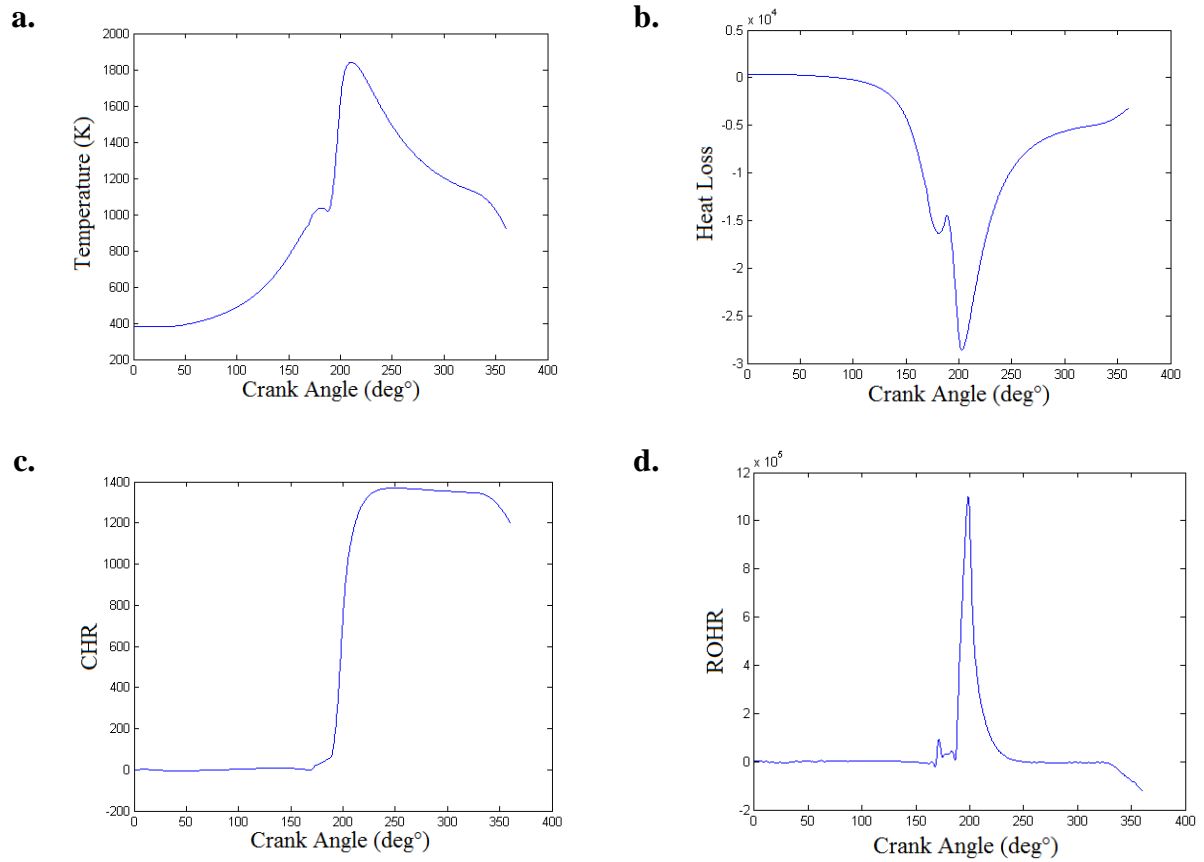 a.
2000
1800
1600
1400
1200
1000
800
600
400
200
0 50 100 150 200 250 300 350 400
Temperature (K)
Crank Angle (deg°)
b.
x 10^4
0.5
0
-0.5
-1
-1.5
-2
-2.5
-3
0 50 100 150 200 250 300 350 400
Heat Loss
Crank Angle (deg°)
c.
1400
1200
1000
800
600
400
200
0
-200
0 50 100 150 200 250 300 350 400
CHR
Crank Angle (deg°)
d.
x 10^5
12
10
8
6
4
2
0
-2
0 50 100 150 200 250 300 350 400
ROHR
Crank Angle (deg°)